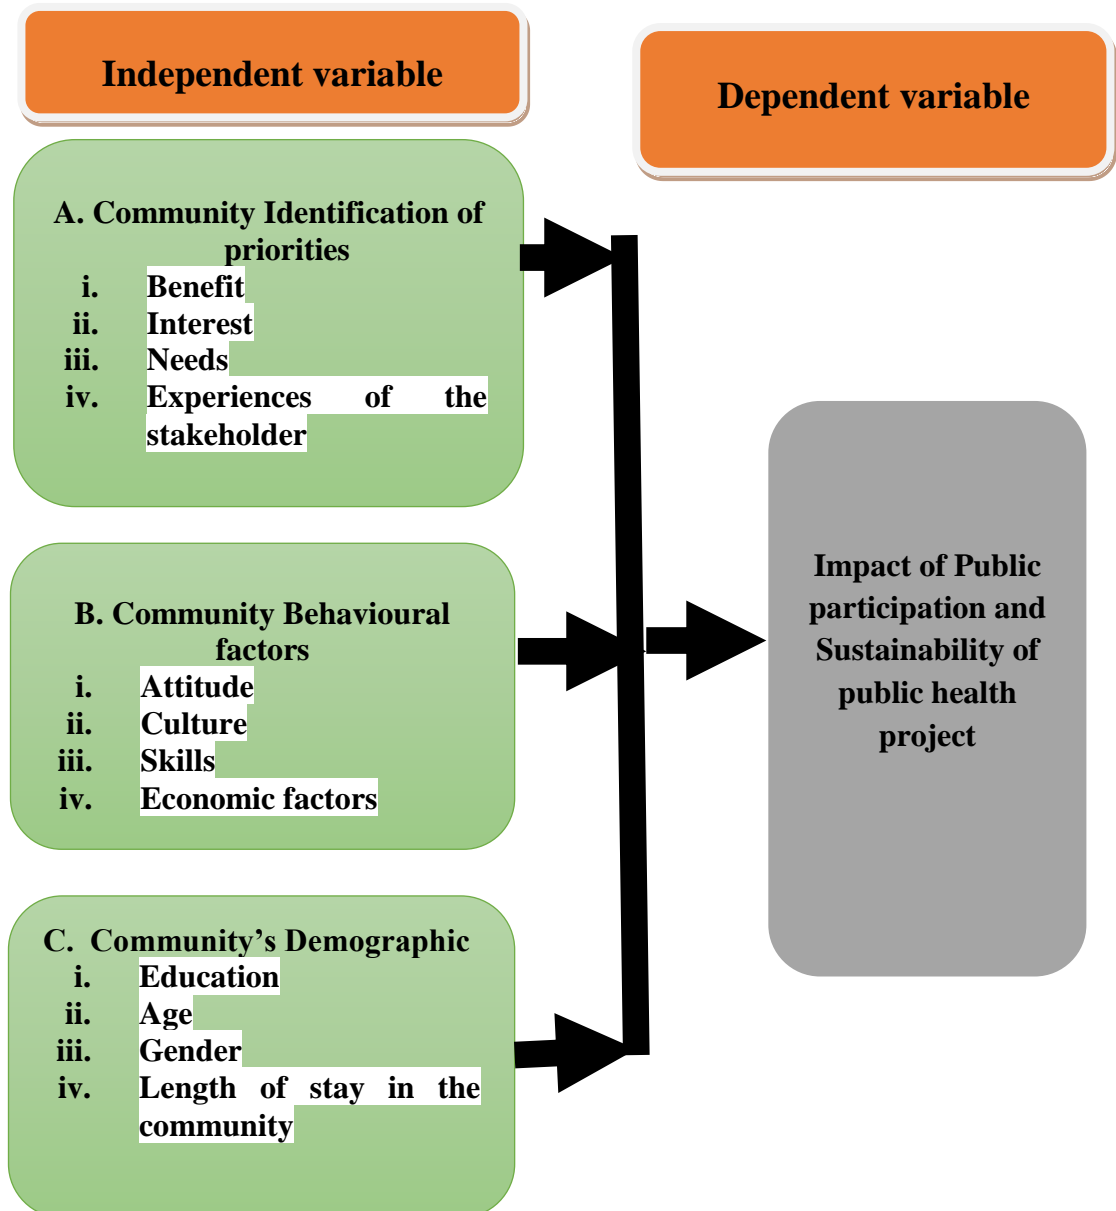 Independent variable
Dependent variable
A. Community Identification of
priorities
i. Benefit
ii. Interest
iii. Needs
iv. Experiences of the
stakeholder
B. Community Behavioural
factors
i. Attitude
ii. Culture
iii. Skills
iv. Economic factors
C. Community’s Demographic
i. Education
ii. Age
iii. Gender
iv. Length of stay in the
community
Impact of Public
participation and
Sustainability of
public health
project